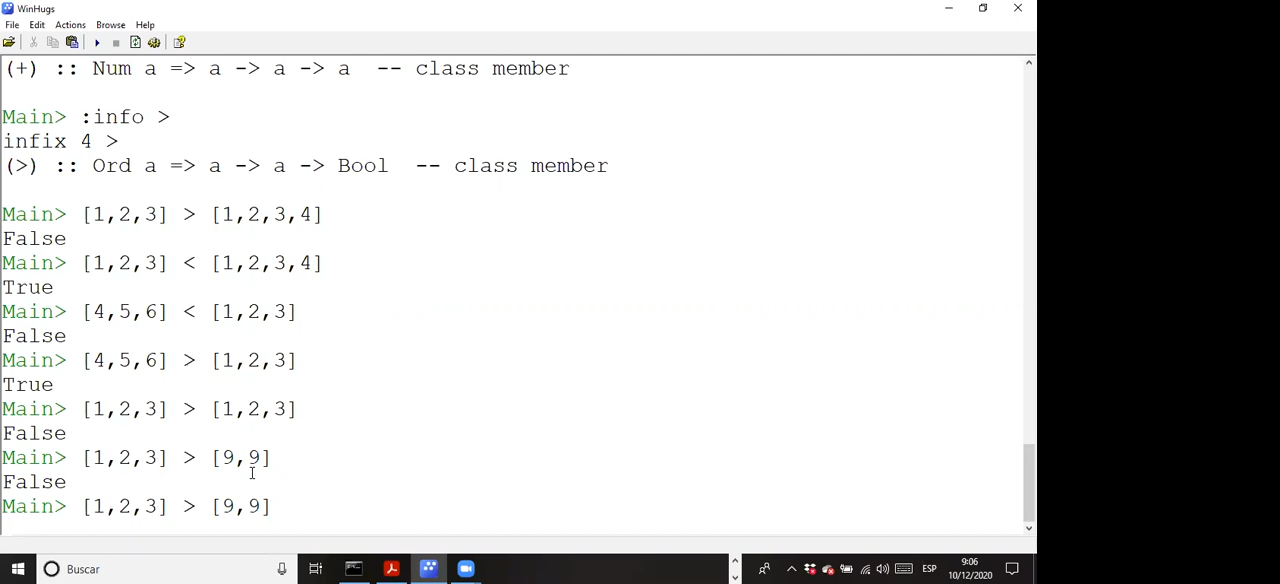 WinHugs
File Edit Actions Browse Help
(+) :: Num a => a -> a -> a  -- class member
Main> :info >
infix 4 >
(>) :: Ord a => a -> a -> Bool  -- class member
Main> [1,2,3] > [1,2,3,4]
False
Main> [1,2,3] < [1,2,3,4]
True
Main> [4,5,6] < [1,2,3]
False
Main> [4,5,6] > [1,2,3]
True
Main> [1,2,3] > [1,2,3]
False
Main> [1,2,3] > [9,9]
False
Main> [1,2,3] > [9,9]
Buscar
ESP
9:06
10/12/2020